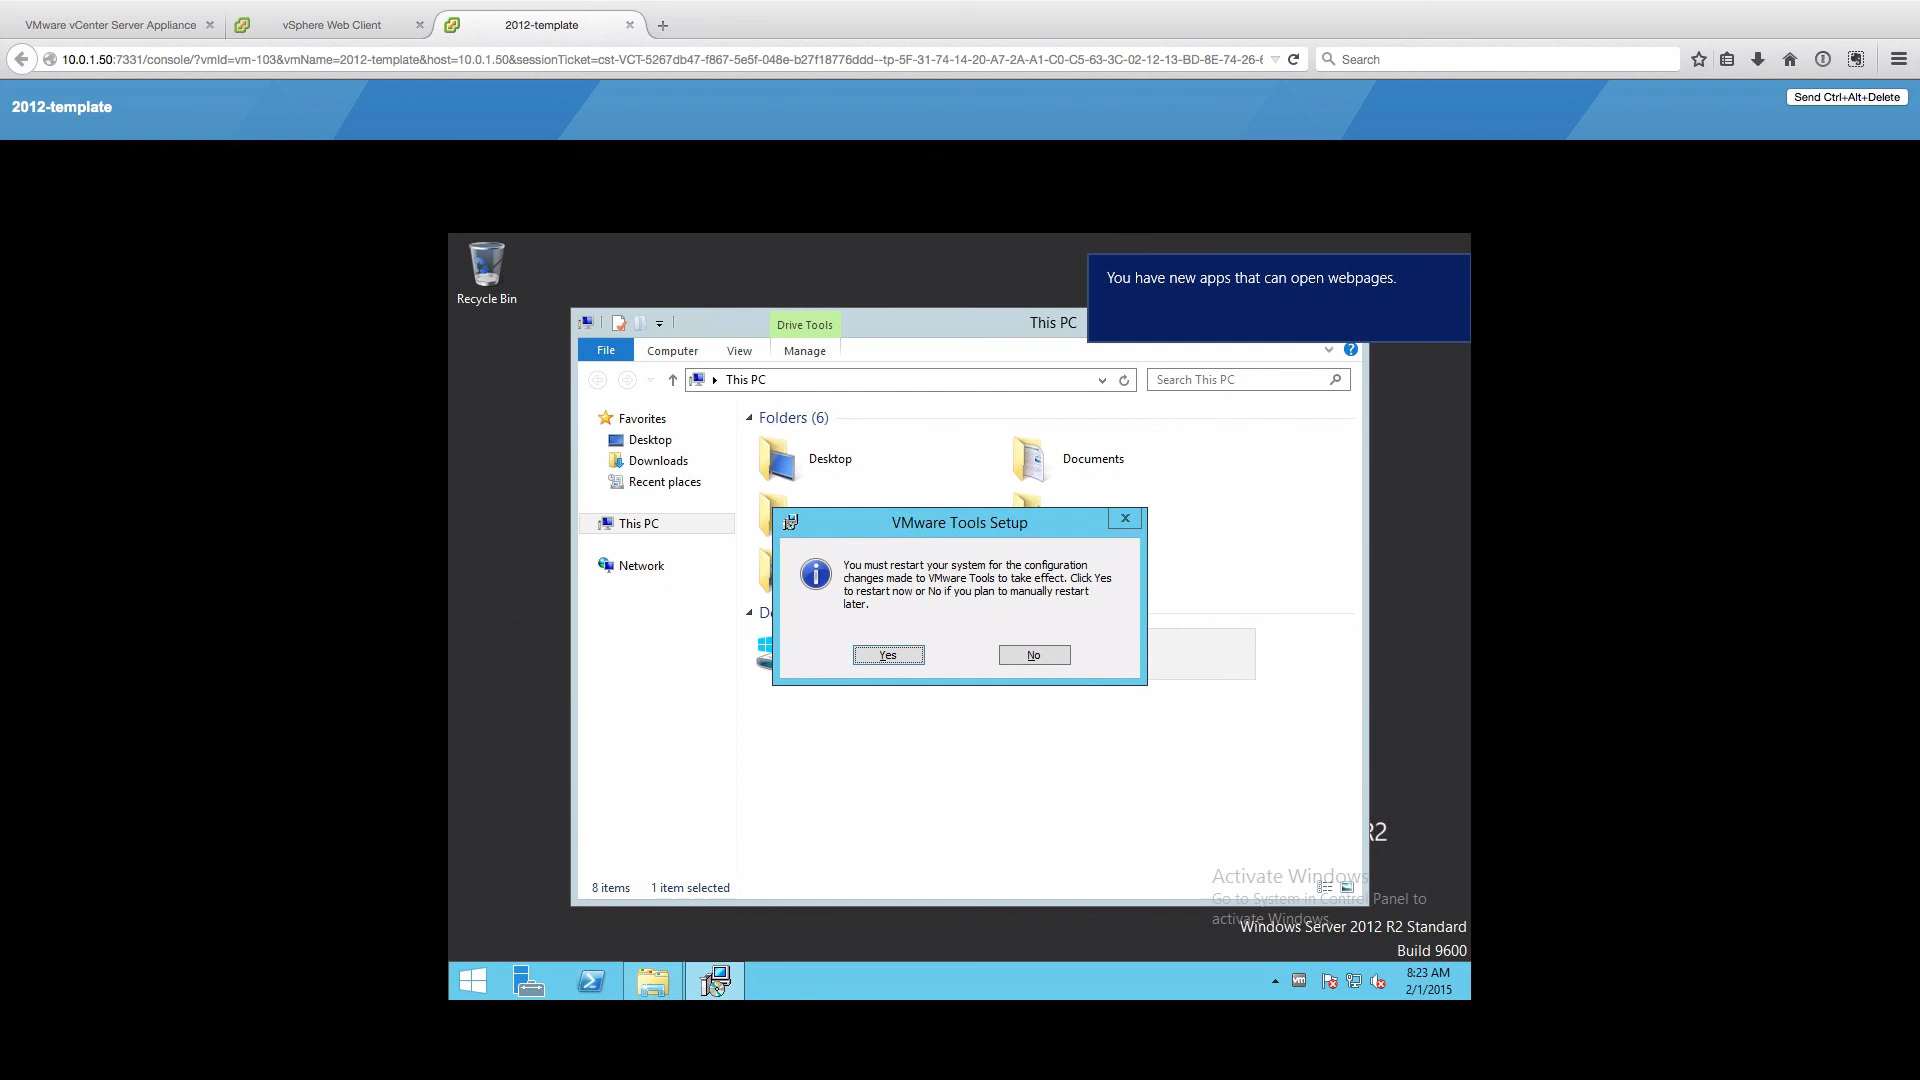 VMware vCenter Server Appliance
vSphere Web Client
2012-template
10.0.1.50:7331/console/?vmId=vm-103&vmName=2012-template&host=10.0.1.50&sessionTicket=cst-VCT-5267db47-f867-5e5f-048e-b27f18776ddd--tp-5F-31-74-14-20-A7-2A-A1-C0-C5-63-3C-02-12-13-BD-8E-74-26-6
Search
2012-template
Send Ctrl+Alt+Delete
Recycle Bin
You have new apps that can open webpages.
Drive Tools
This PC
File
Computer
View
Manage
This PC
Search This PC
Favorites
Desktop
Downloads
Recent places
This PC
Network
Folders (6)
Desktop
Documents
VMware Tools Setup
You must restart your system for the configuration
changes made to VMware Tools to take effect. Click Yes
to restart now or No if you plan to manually restart
later.
Yes
No
8 items
1 item selected
R2
Activate Windows
Go to System in Control Panel to
activate Windows.
Windows Server 2012 R2 Standard
Build 9600
8:23 AM
2/1/2015